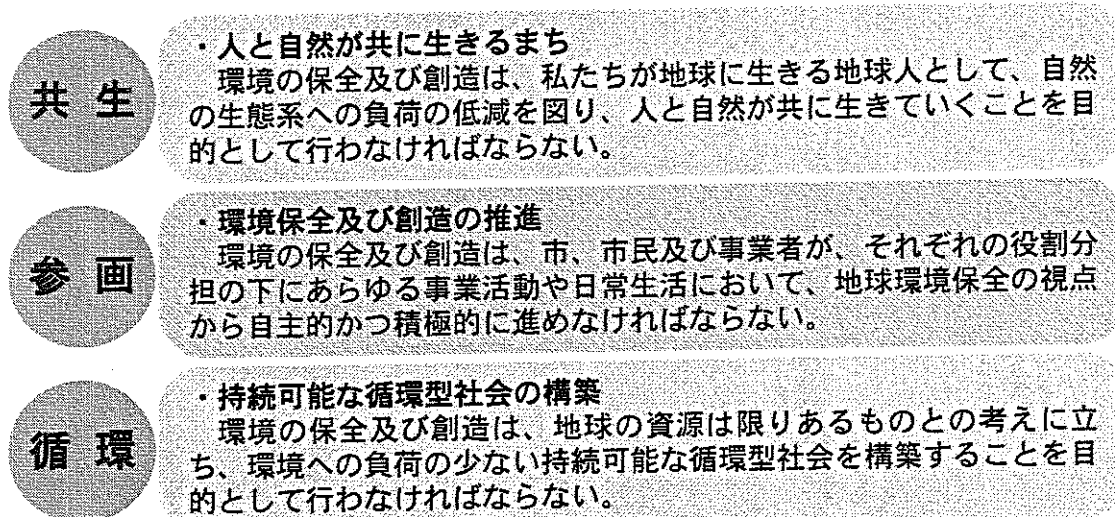 共生
・人と自然が共に生きるまち
環境の保全及び創造は、私たちが地球に生きる地球人として、自然
の生態系への負荷の低減を図り、人と自然が共に生きていくことを目
的として行わなければならない。
参画
・環境保全及び創造の推進
環境の保全及び創造は、市、市民及び事業者が、それぞれの役割分
担の下にあらゆる事業活動や日常生活において、地球環境保全の視点
から自主的かつ積極的に進めなければならない。
循環
・持続可能な循環型社会の構築
環境の保全及び創造は、地球の資源は限りあるものとの考えに立
ち、環境への負荷の少ない持続可能な循環型社会を構築することを目
的として行わなければならない。